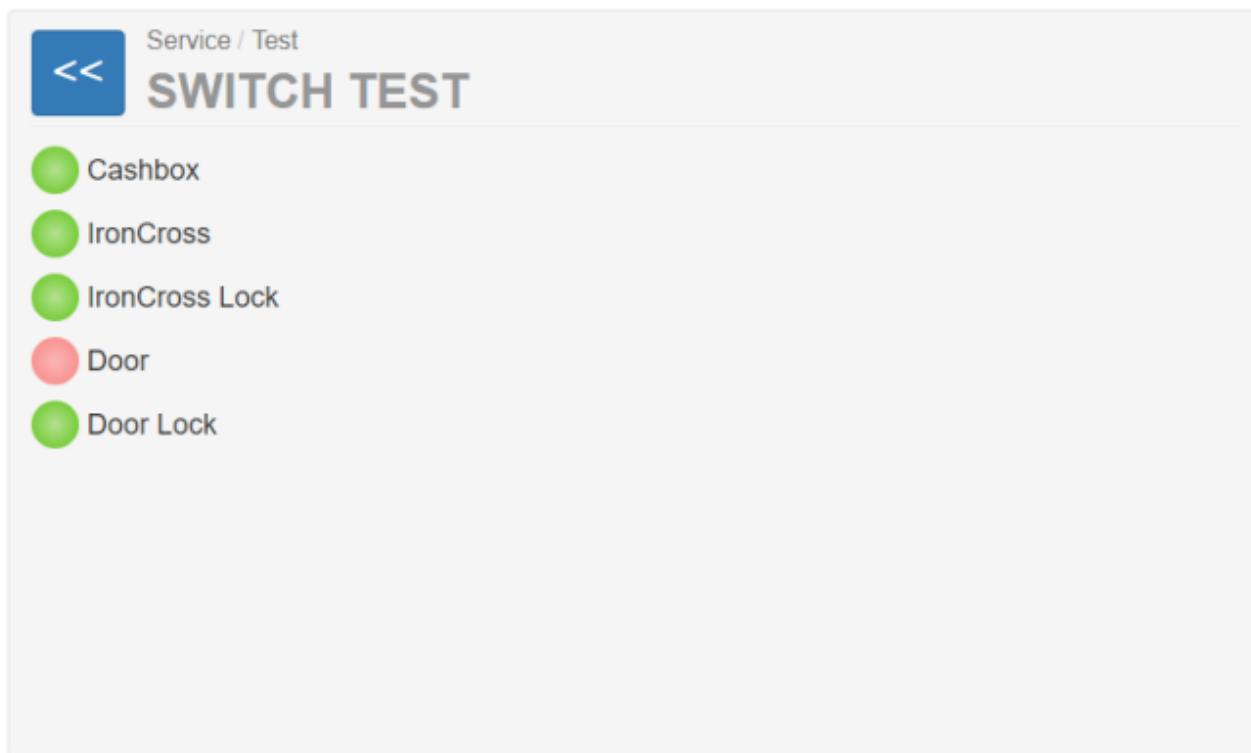 <<
Service / Test
SWITCH TEST
Cashbox
IronCross
IronCross Lock
Door
Door Lock